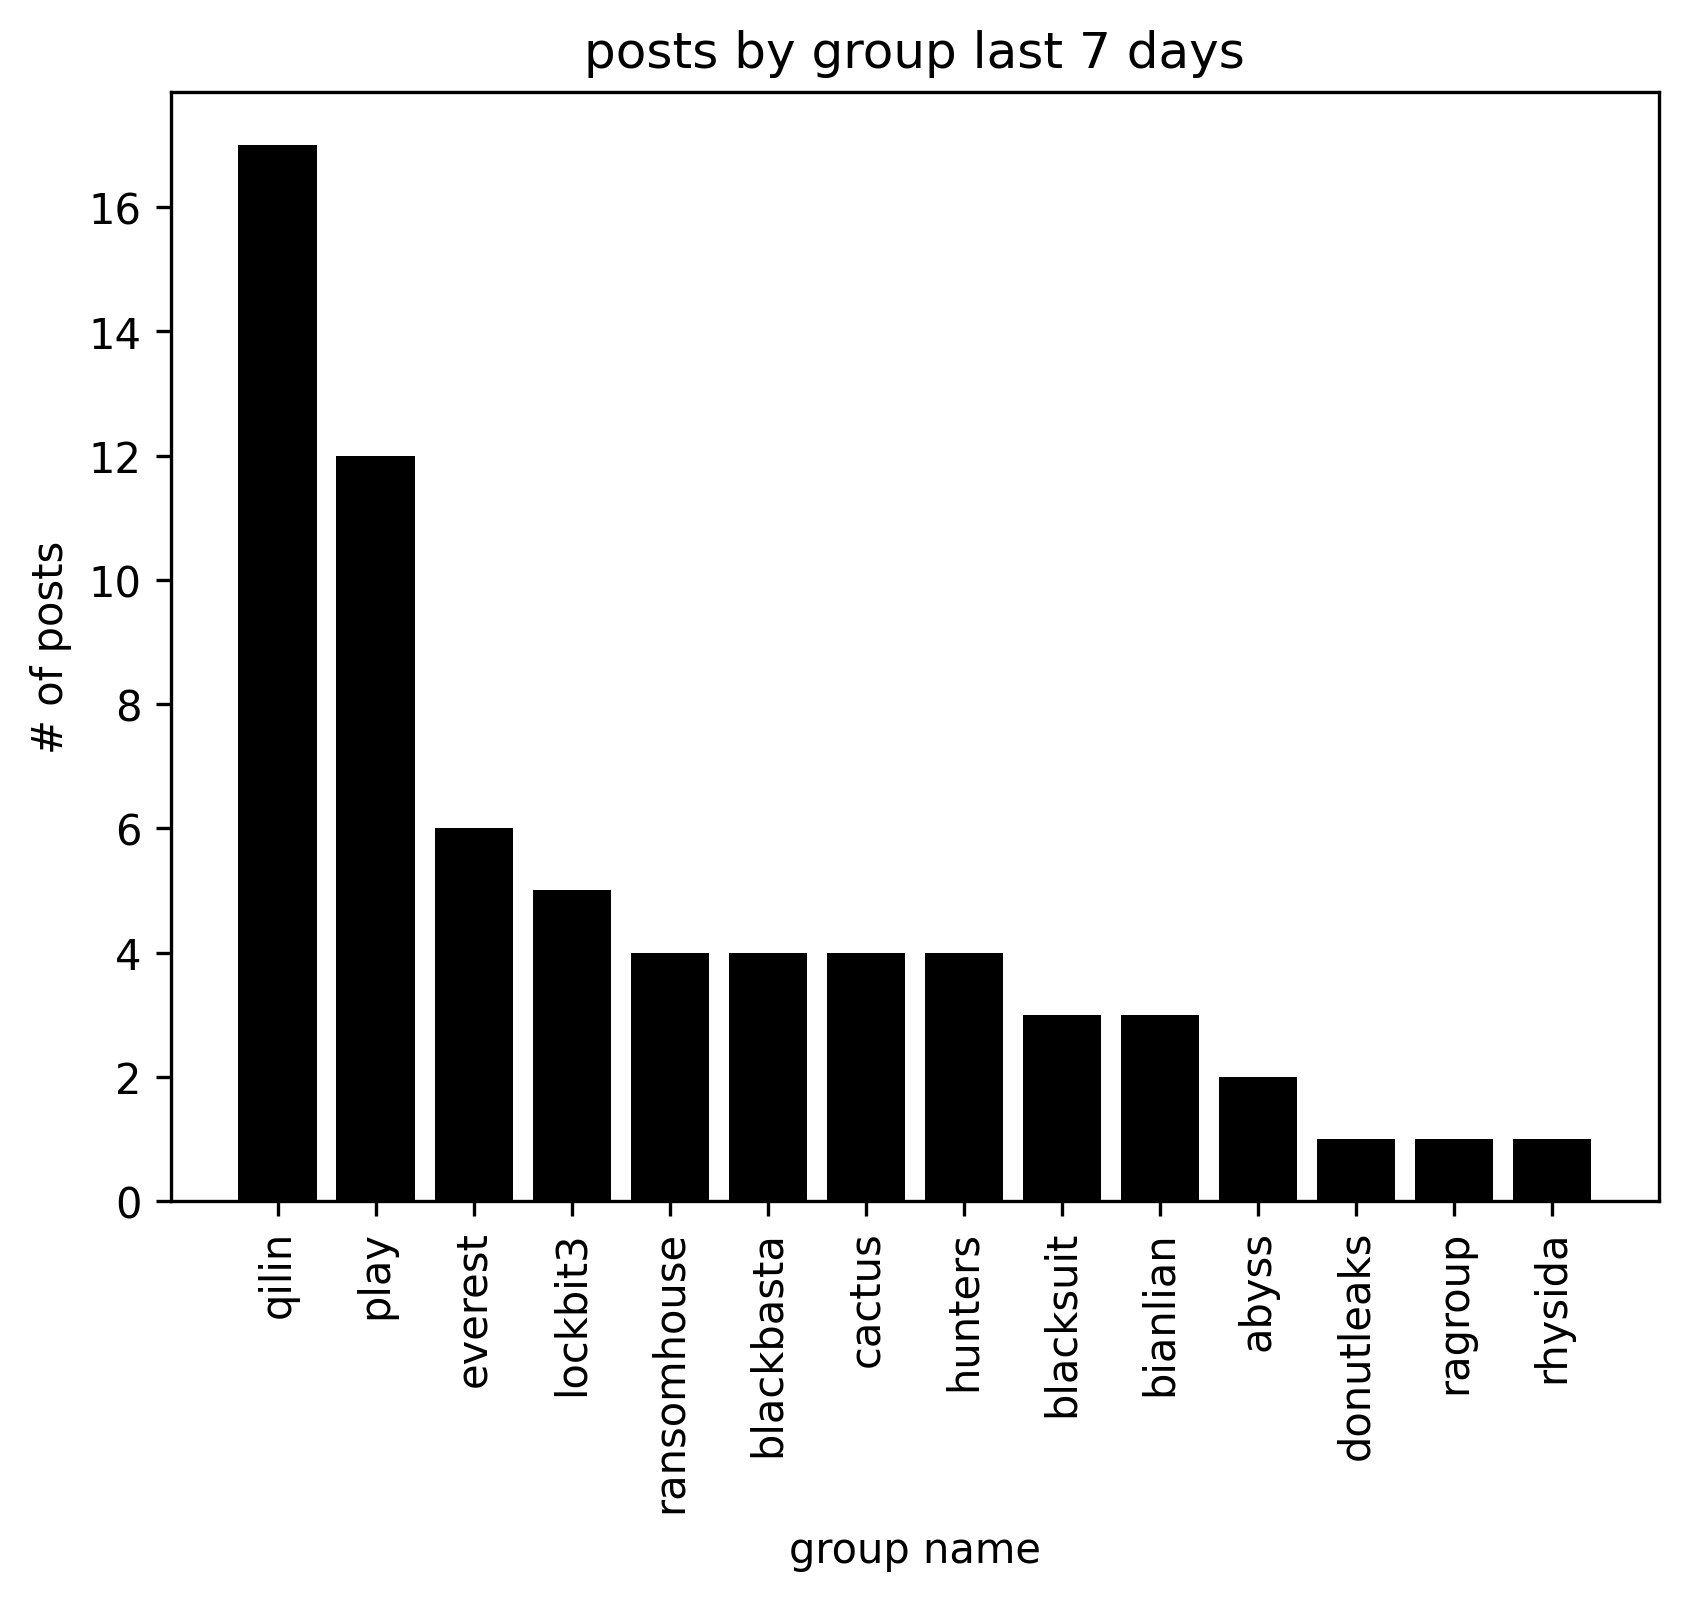 posts by group last 7 days
# of posts
16
14
12
10
8
6
4
2
0
qilin
play
everest
lockbit3
ransomhouse
blackbasta
cactus
hunters
blacksuit
bianlian
abyss
donutleaks
ragroup
rhysida
group name